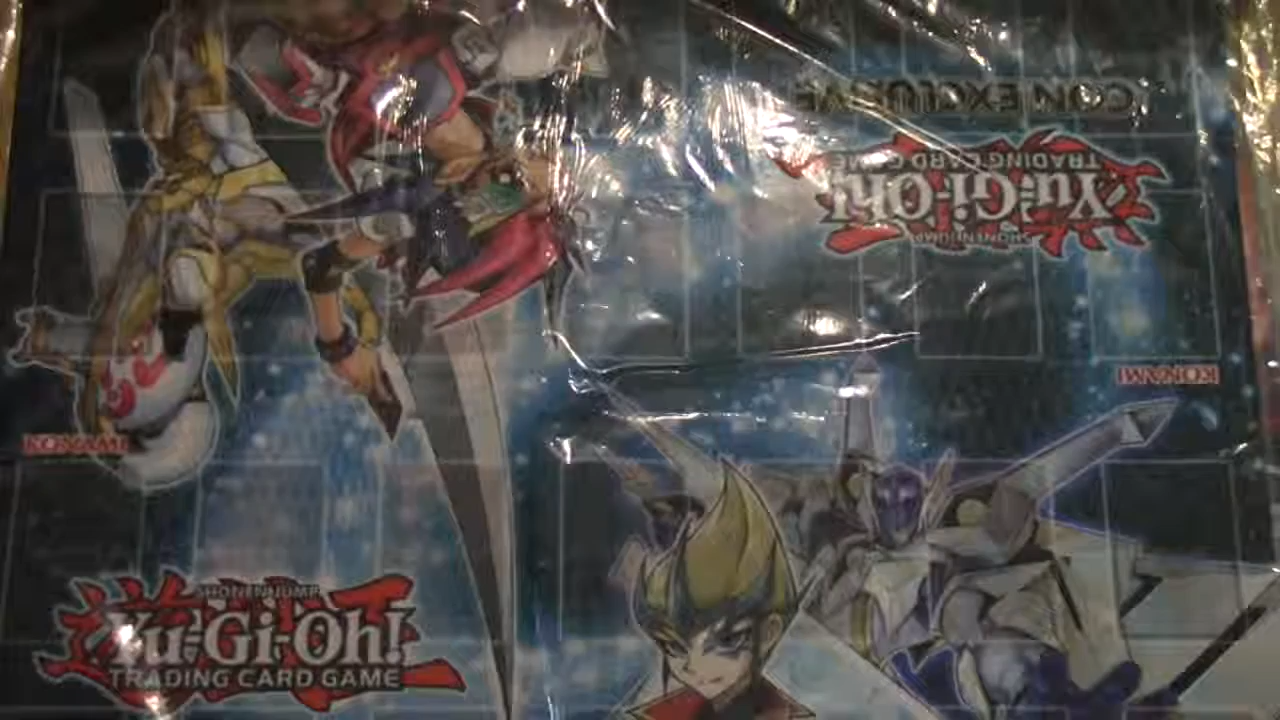 CON EXCLUSIVE
TRADING CARD GAME
Yu-Gi-Oh!
SHONEN JUMP
KONAMI
KONAMI
SHONEN JUMP
Yu-Gi-Oh!
TRADING CARD GAME